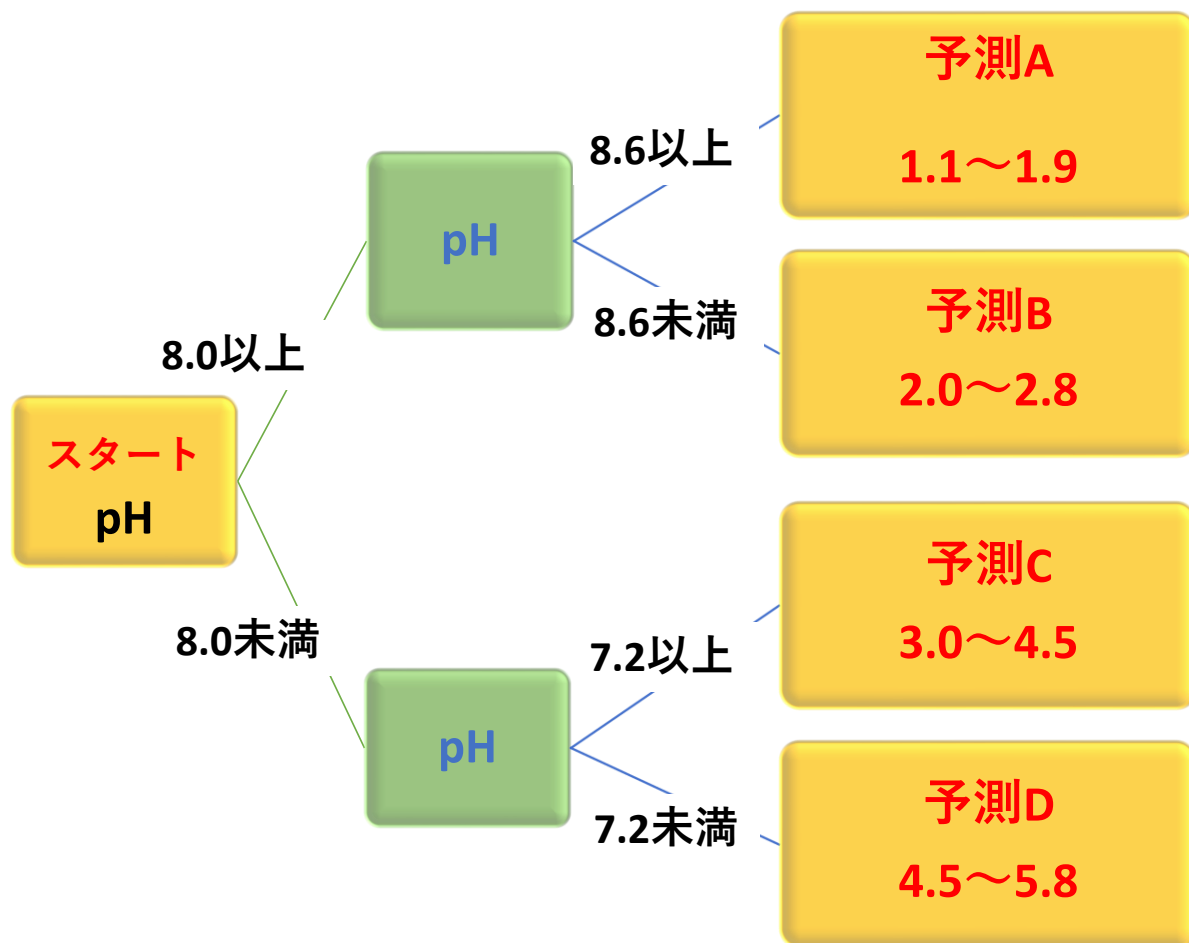 スタート
pH
8.0以上
8.0未満
pH
8.6以上
8.6未満
pH
7.2以上
7.2未満
予測A
1.1～1.9
予測B
2.0～2.8
予測C
3.0～4.5
予測D
4.5～5.8